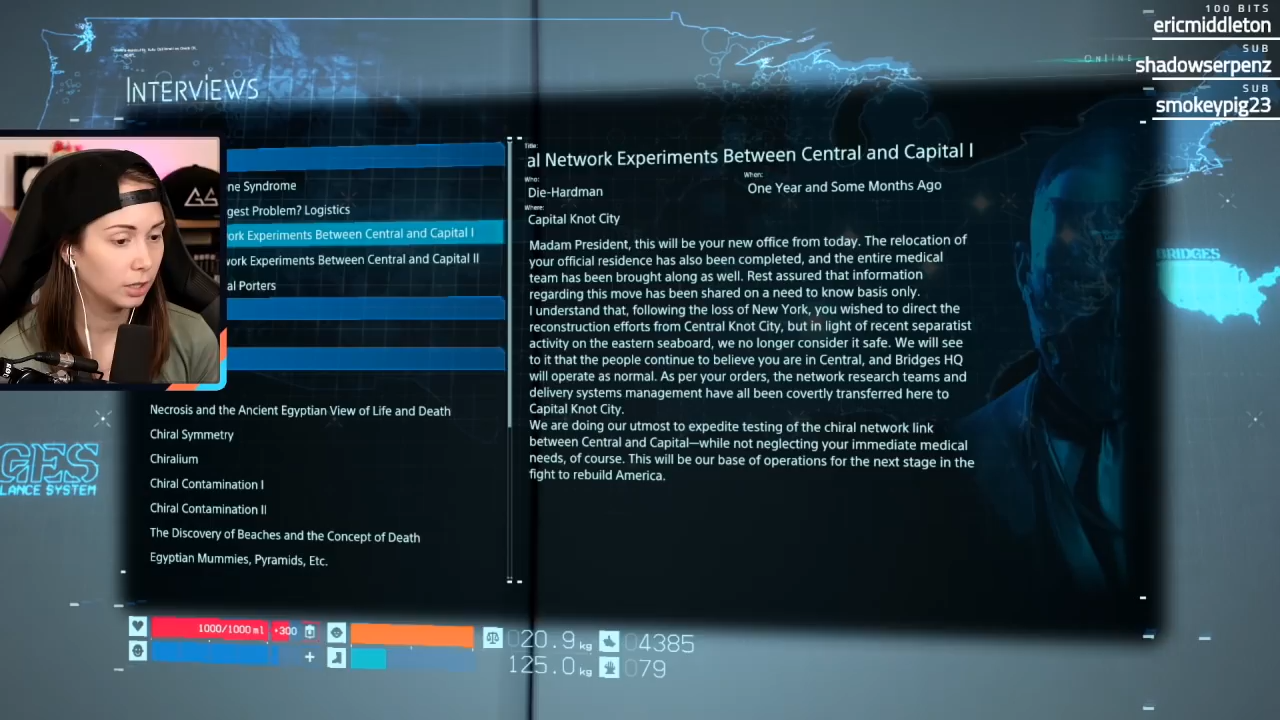 100 BITS
ericmiddleton
SUB
shadowserpenz
SUB
smokeypig23
ONLINE
INTERVIEWS
ne Syndrome
gest Problem? Logistics
ork Experiments Between Central and Capital I
work Experiments Between Central and Capital II
al Porters
Necrosis and the Ancient Egyptian View of Life and Death
Chiral Symmetry
Chiralium
Chiral Contamination I
Chiral Contamination II
The Discovery of Beaches and the Concept of Death
Egyptian Mummies, Pyramids, Etc.
Title:
al Network Experiments Between Central and Capital I
Who:
Die-Hardman
When:
One Year and Some Months Ago
Where:
Capital Knot City
Madam President, this will be your new office from today. The relocation of
your official residence has also been completed, and the entire medical
team has been brought along as well. Rest assured that information
regarding this move has been shared on a need to know basis only.
I understand that, following the loss of New York, you wished to direct the
reconstruction efforts from Central Knot City, but in light of recent separatist
activity on the eastern seaboard, we no longer consider it safe. We will see
to it that the people continue to believe you are in Central, and Bridges HQ
will operate as normal. As per your orders, the network research teams and
delivery systems management have all been covertly transferred here to
Capital Knot City.
We are doing our utmost to expedite testing of the chiral network link
between Central and Capital—while not neglecting your immediate medical
needs, of course. This will be our base of operations for the next stage in the
fight to rebuild America.
BRIDGES
GES
LANCE SYSTEM
1000/1000ml
+300
020.9 kg
04385
125.0 kg
079